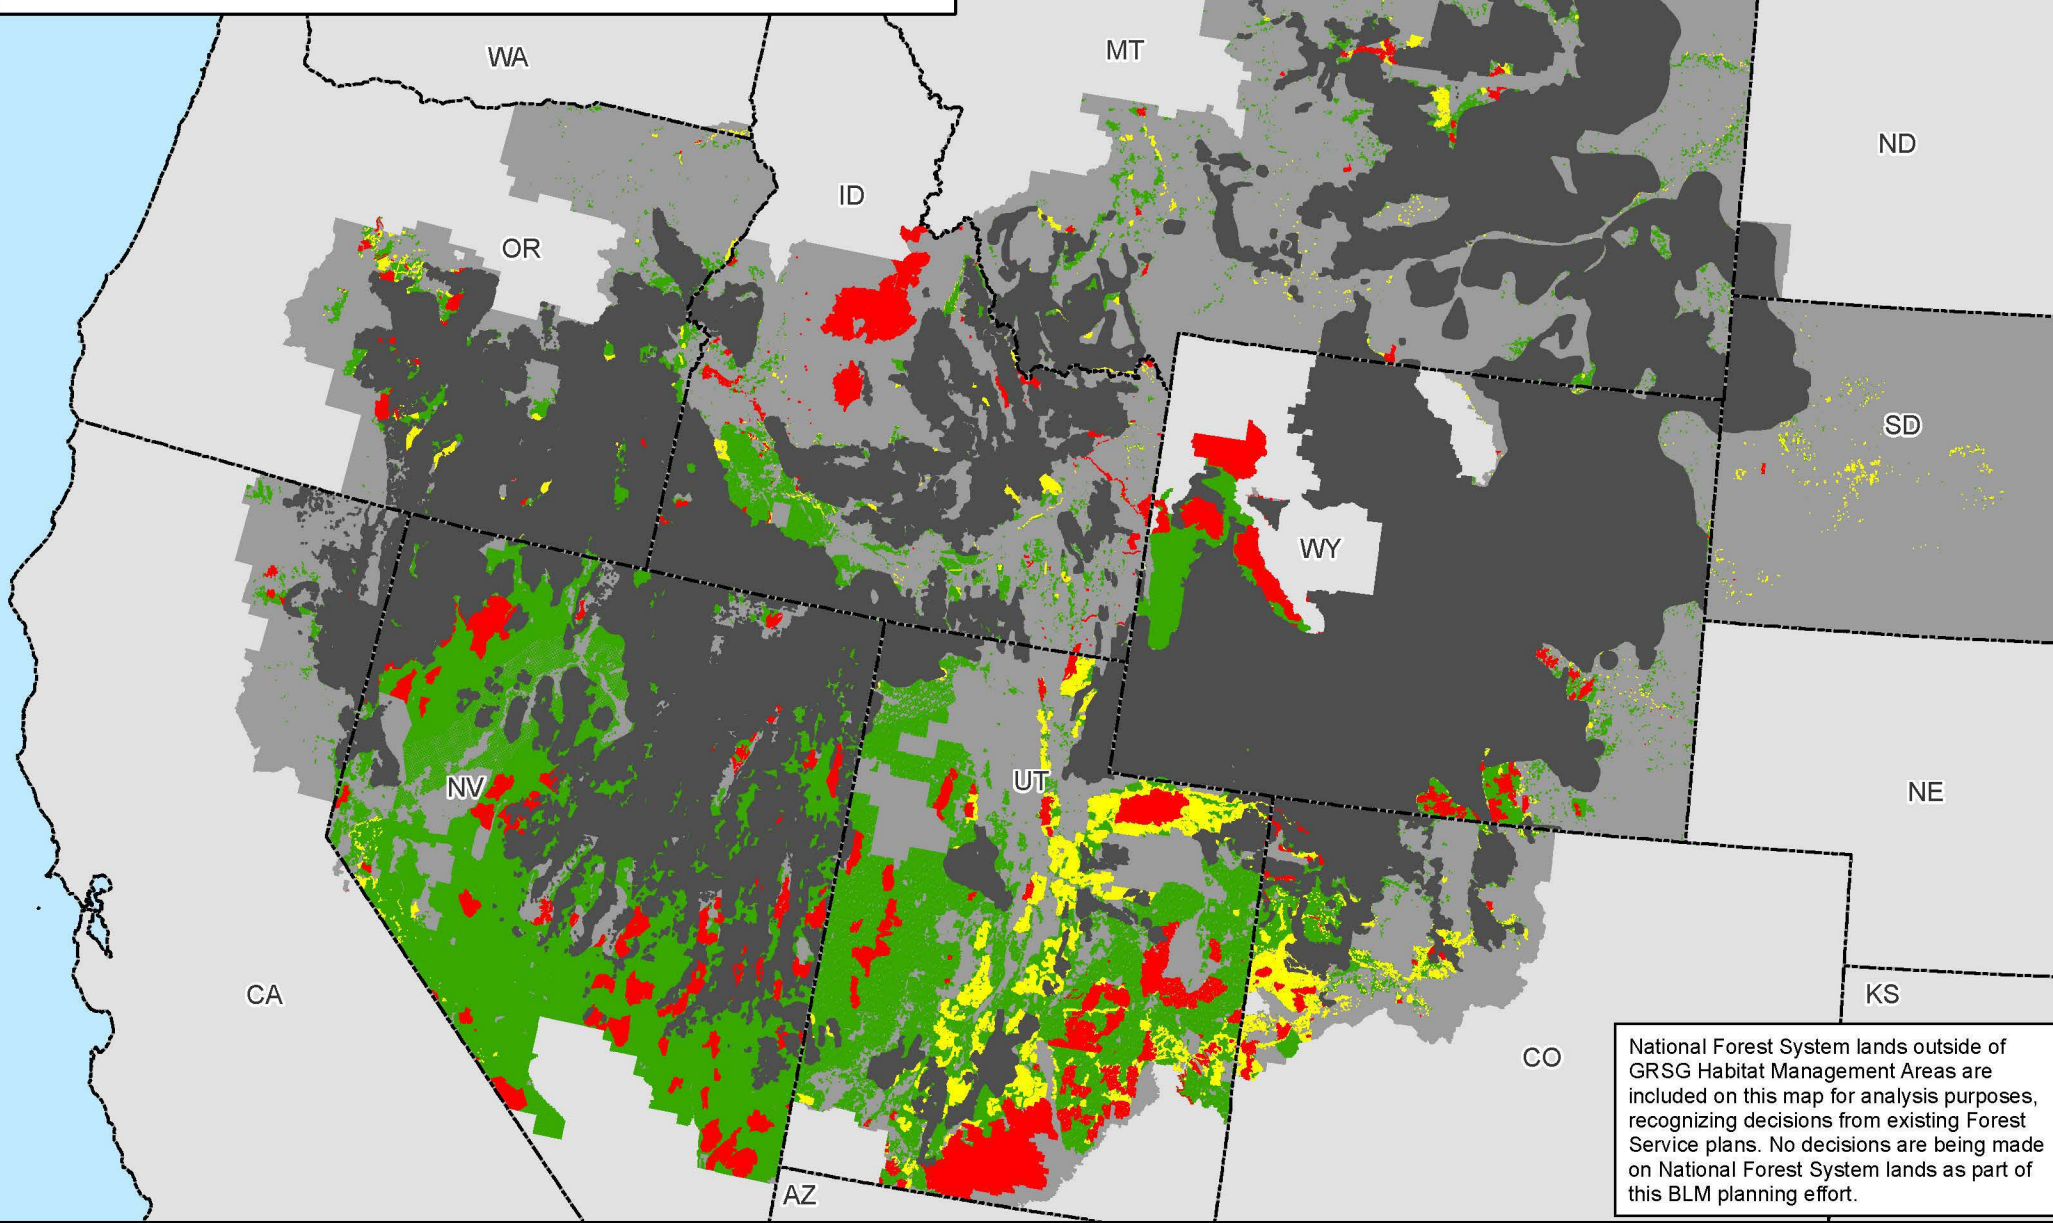 WA
MT
ND
ID
OR
SD
WY
UT
NV
NE
CA
KS
CO
AZ
National Forest System lands outside of
GRSG Habitat Management Areas are
included on this map for analysis purposes,
recognizing decisions from existing Forest
Service plans. No decisions are being made
on National Forest System lands as part of
this BLM planning effort.